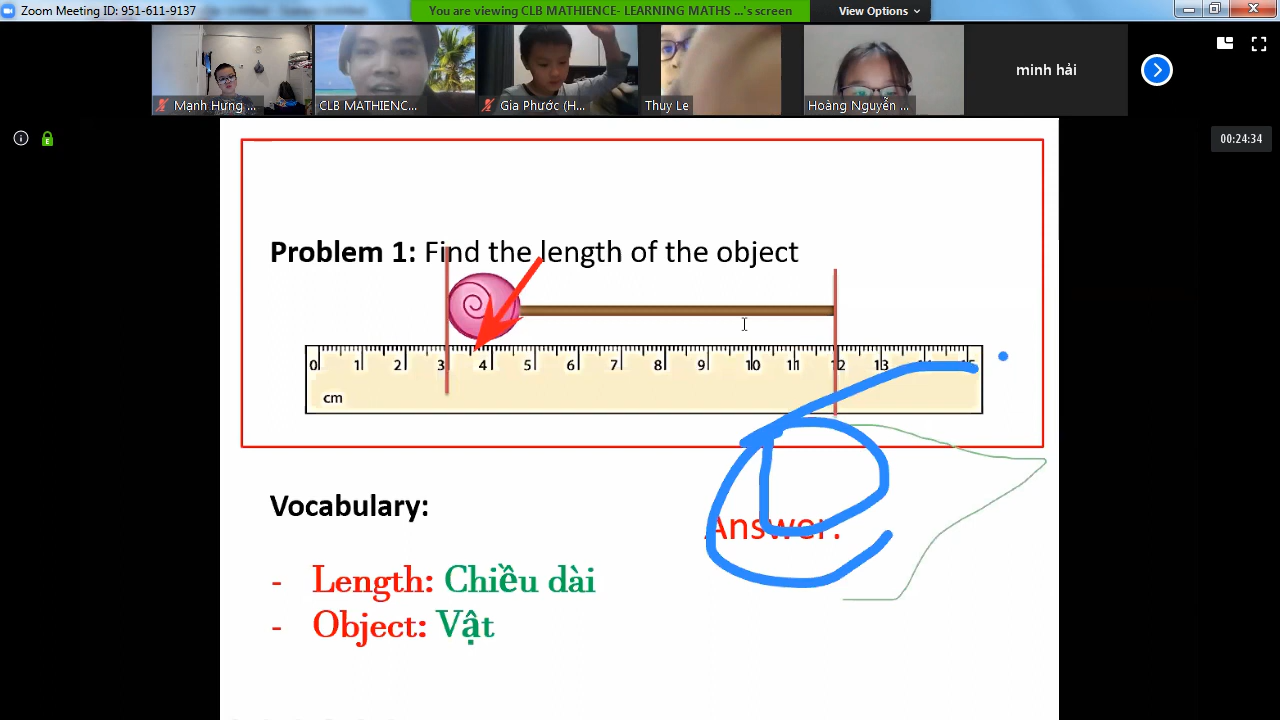 Zoom Meeting ID: 951-611-9137
You are viewing CLB MATHIENCE- LEARNING MATHS ...'s screen
View Options
Mạnh Hưng ...
CLB MATHIENC...
Gia Phước (H...
Thuy Le
Hoàng Nguyễn ...
minh hải
00:24:34
Problem 1: Find the length of the object
0 1 2 3 4 5 6 7 8 9 10 11 12 13 14 15
cm
Vocabulary:
Answer:
- Length: Chiều dài
- Object: Vật